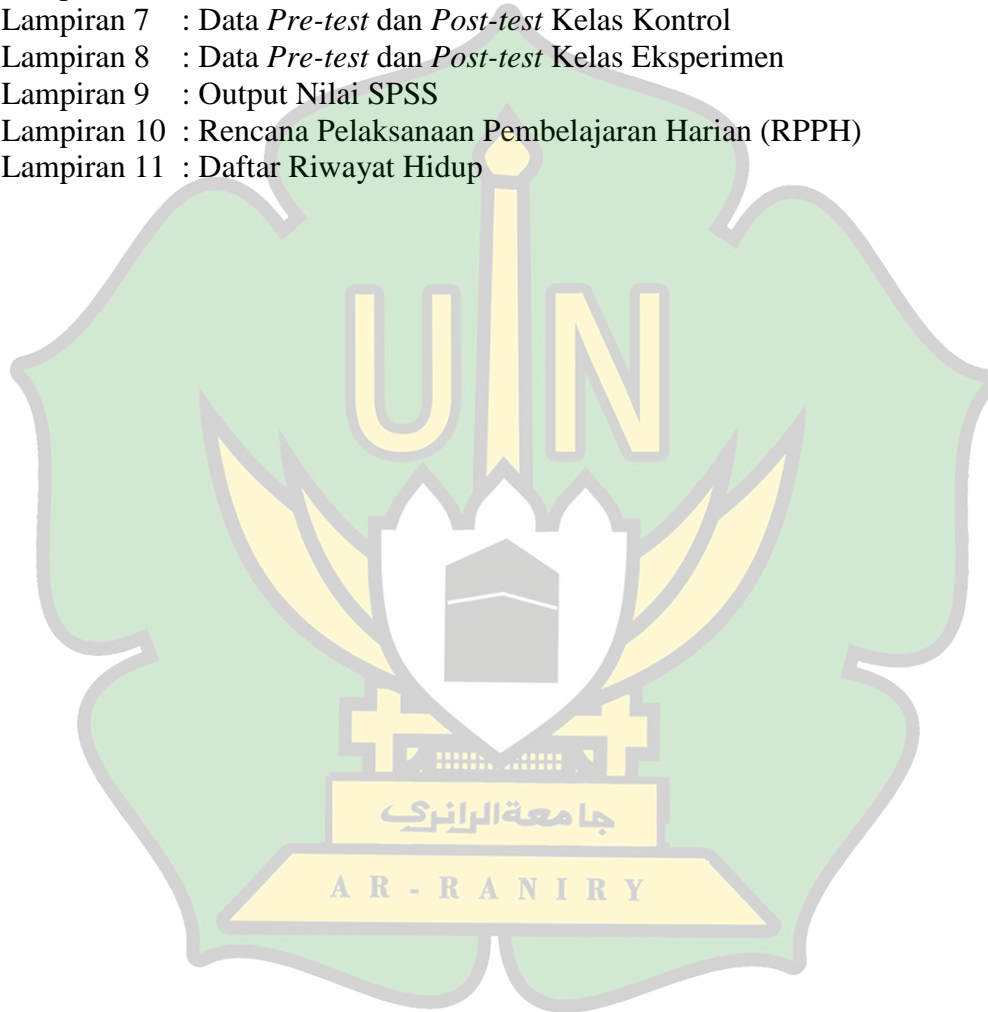 Lampiran 7 : Data Pre-test dan Post-test Kelas Kontrol
Lampiran 8 : Data Pre-test dan Post-test Kelas Eksperimen
Lampiran 9 : Output Nilai SPSS
Lampiran 10 : Rencana Pelaksanaan Pembelajaran Harian (RPPH)
Lampiran 11 : Daftar Riwayat Hidup
UIN
جامعة الرانري
AR-RANIRY